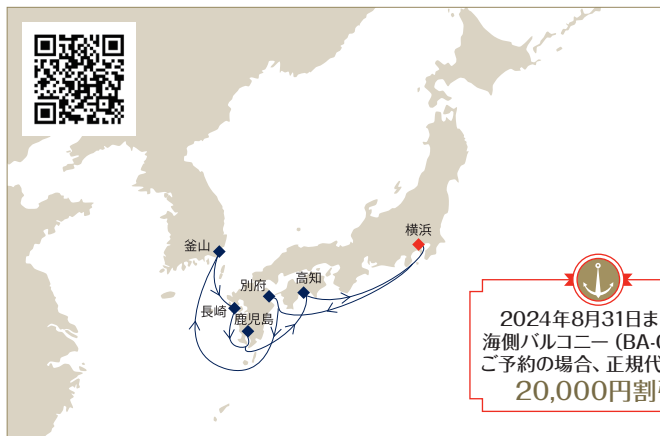 横浜
釜山
別府
高知
長崎
鹿児島
2024年8月31日ま
海側バルコニー（BA-
ご予約の場合、正規代
20,000円割